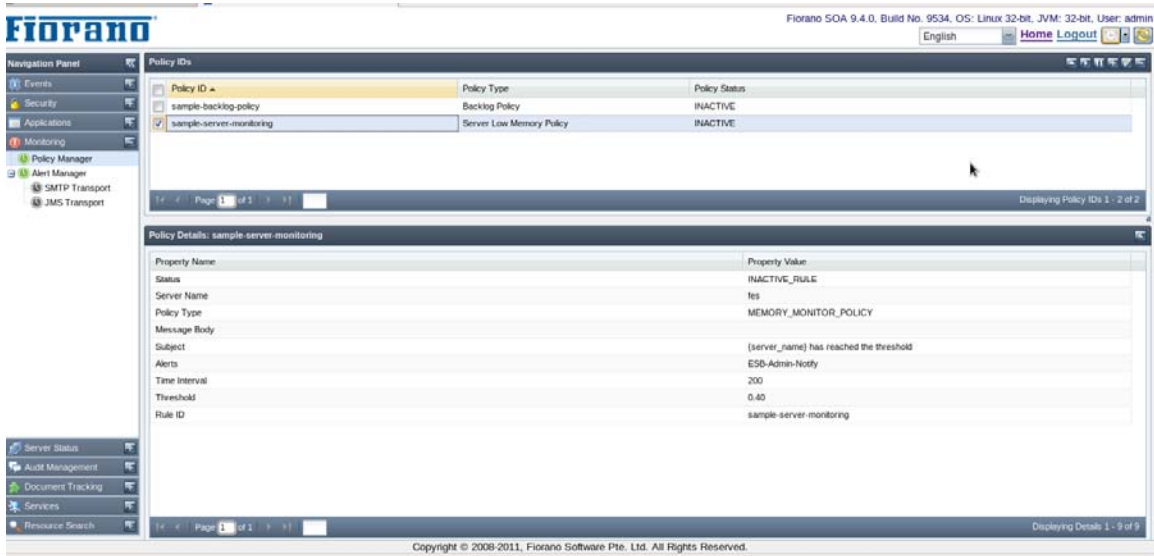 Fiorano
Fiorano SOA 9.4.0, Build No. 9534, OS: Linux 32-bit, JVM: 32-bit, User: admin
English Home Logout
Navigation Panel
Events
Security
Applications
Monitoring
Policy Manager
Alert Manager
SMTP Transport
JMS Transport
Server Status
Audit Management
Document Tracking
Services
Resource Search
Policy IDs
Policy ID Policy Type Policy Status
sample-backlog-policy Backlog Policy INACTIVE
sample-server-monitoring Server Low Memory Policy INACTIVE
Page 1 of 1 Displaying Policy IDs 1 - 2 of 2
Policy Details: sample-server-monitoring
Property Name Property Value
Status INACTIVE_RULE
Server Name fes
Policy Type MEMORY_MONITOR_POLICY
Message Body
Subject {server_name} has reached the threshold
Alerts ESB-Admin-Notify
Time Interval 200
Threshold 0.40
Rule ID sample-server-monitoring
Page 1 of 1 Displaying Details 1 - 9 of 9
Copyright © 2008-2011, Fiorano Software Pte. Ltd. All Rights Reserved.